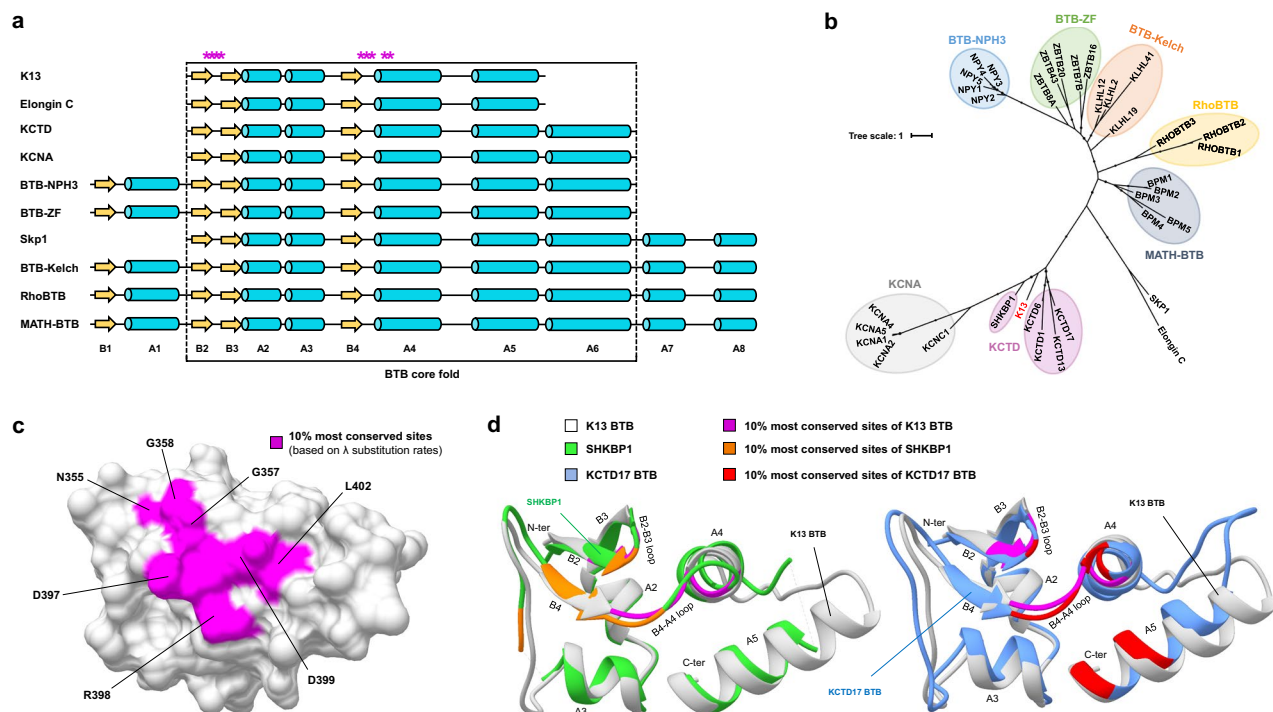 a
****
***
**
K13
Elongin C
KCTD
KCNA
BTB-NPH3
BTB-ZF
Skp1
BTB-Kelch
RhoBTB
MATH-BTB
B1 A1 B2 B3 A2 A3 B4 A4 A5 A6 A7 A8
BTB core fold
b
BTB-ZF
BTB-NPH3
BTB-Kelch
RhoBTB
MATH-BTB
KCNA
KCTD
Tree scale: 1
NPY4
NPY3
NPY5
NPY1
NPY2
ZBTB8A
ZBTB43
ZBTB20
ZBTB7B
ZBTB16
KLHL12
KLHL2
KLHL41
KLHL19
RHOBTB3
RHOBTB2
RHOBTB1
BPM1
BPM2
BPM3
BPM4
BPM5
SKP1
Elongin C
KCNA4
KCNA5
KCNA1
KCNA2
KCNC1
SHKBP1
K13
KCTD6
KCTD1
KCTD17
KCTD13
c
10% most conserved sites
(based on λ substitution rates)
G358
N355
G357
L402
D397
R398
D399
d
K13 BTB
SHKBP1
KCTD17 BTB
10% most conserved sites of K13 BTB
10% most conserved sites of SHKBP1
10% most conserved sites of KCTD17 BTB
SHKBP1
N-ter
B3
B2-B3 loop
B2
A4
K13 BTB
A2
B4
B4-A4 loop
A5
C-ter
A3
N-ter
B3
B2-B3 loop
B2
A4
K13 BTB
A2
B4
B4-A4 loop
A5
C-ter
KCTD17 BTB
A3